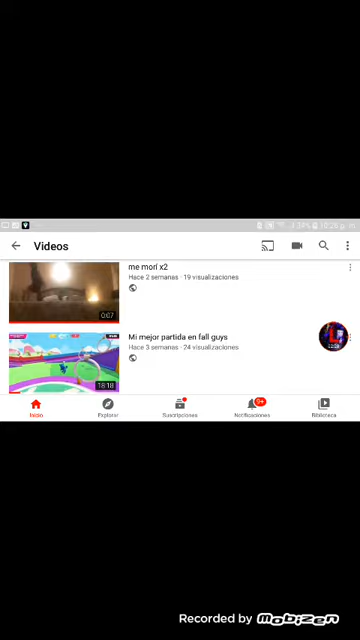 Videos
me morí x2
Hace 2 semanas · 19 visualizaciones
0:07
Mi mejor partida en fall guys
Hace 3 semanas · 24 visualizaciones
18:18
9+
Inicio
Explorar
Suscripciones
Notificaciones
Biblioteca
Recorded by Mobizen